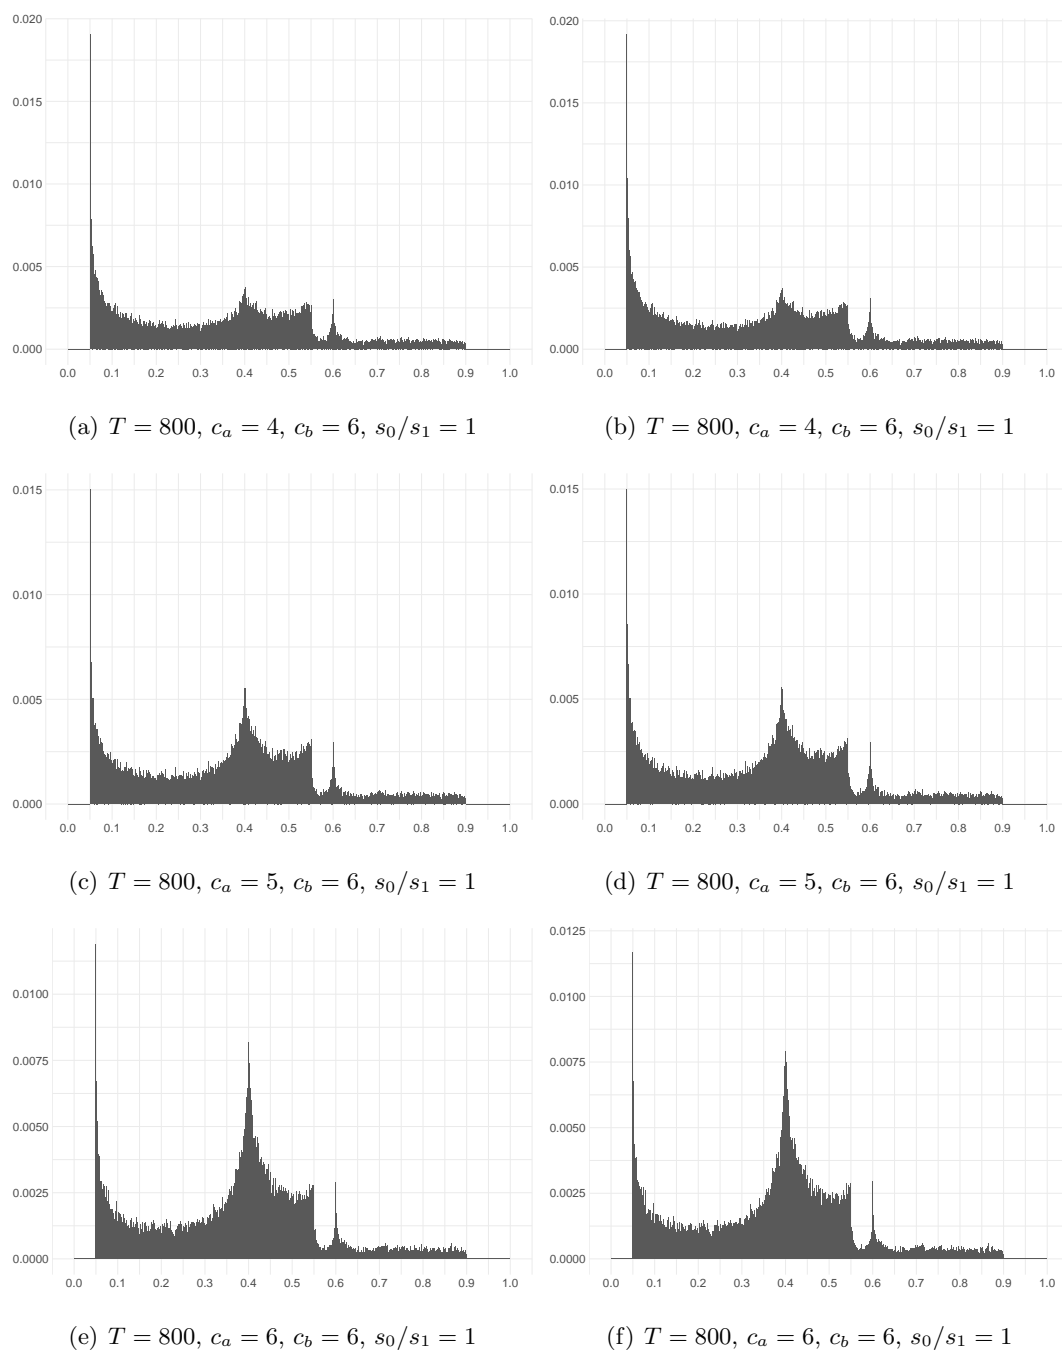 0.020
0.015
0.010
0.005
0.000
0.0 0.1 0.2 0.3 0.4 0.5 0.6 0.7 0.8 0.9 1.0
(a) T = 800, c_a = 4, c_b = 6, s_0/s_1 = 1
0.020
0.015
0.010
0.005
0.000
0.0 0.1 0.2 0.3 0.4 0.5 0.6 0.7 0.8 0.9 1.0
(b) T = 800, c_a = 4, c_b = 6, s_0/s_1 = 1
0.015
0.010
0.005
0.000
0.0 0.1 0.2 0.3 0.4 0.5 0.6 0.7 0.8 0.9 1.0
(c) T = 800, c_a = 5, c_b = 6, s_0/s_1 = 1
0.015
0.010
0.005
0.000
0.0 0.1 0.2 0.3 0.4 0.5 0.6 0.7 0.8 0.9 1.0
(d) T = 800, c_a = 5, c_b = 6, s_0/s_1 = 1
0.0100
0.0075
0.0050
0.0025
0.0000
0.0 0.1 0.2 0.3 0.4 0.5 0.6 0.7 0.8 0.9 1.0
(e) T = 800, c_a = 6, c_b = 6, s_0/s_1 = 1
0.0125
0.0100
0.0075
0.0050
0.0025
0.0000
0.0 0.1 0.2 0.3 0.4 0.5 0.6 0.7 0.8 0.9 1.0
(f) T = 800, c_a = 6, c_b = 6, s_0/s_1 = 1